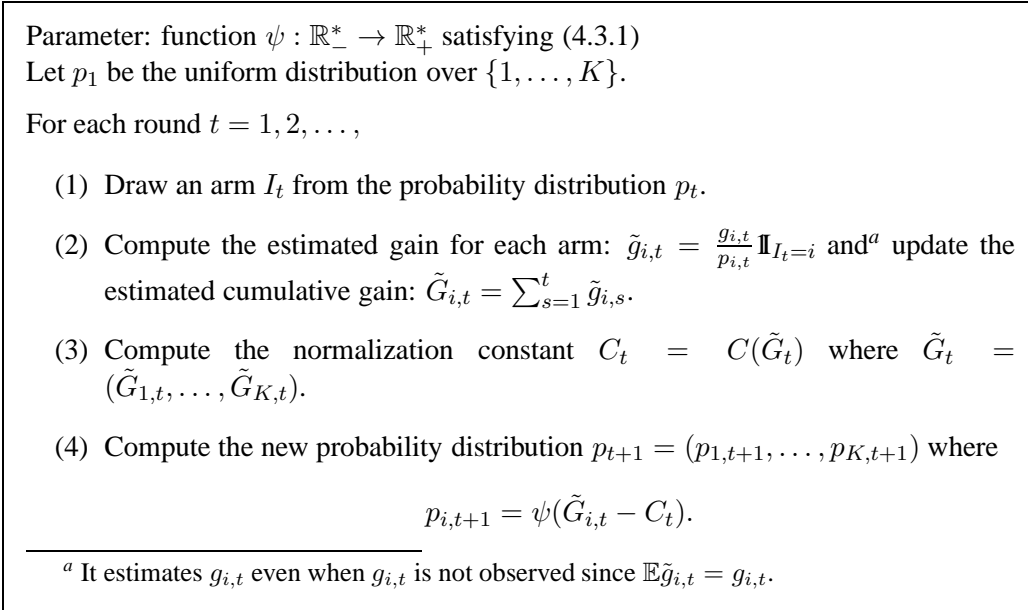 Parameter: function ψ : ℝ*₋ → ℝ*₊ satisfying (4.3.1)
Let p₁ be the uniform distribution over {1, . . . , K}.
For each round t = 1, 2, . . . ,
(1) Draw an arm Iₜ from the probability distribution pₜ.
(2) Compute the estimated gain for each arm: g̃_{i,t} = \frac{g_{i,t}}{p_{i,t}} 𝟙_{I_t=i} and^a update the
estimated cumulative gain: G̃_{i,t} = ∑_{s=1}^{t} g̃_{i,s}.
(3) Compute the normalization constant C_t = C(G̃_t) where G̃_t =
(G̃_{1,t}, . . . , G̃_{K,t}).
(4) Compute the new probability distribution p_{t+1} = (p_{1,t+1}, . . . , p_{K,t+1}) where
p_{i,t+1} = ψ(G̃_{i,t} − C_t).
^a It estimates g_{i,t} even when g_{i,t} is not observed since 𝔼g̃_{i,t} = g_{i,t}.